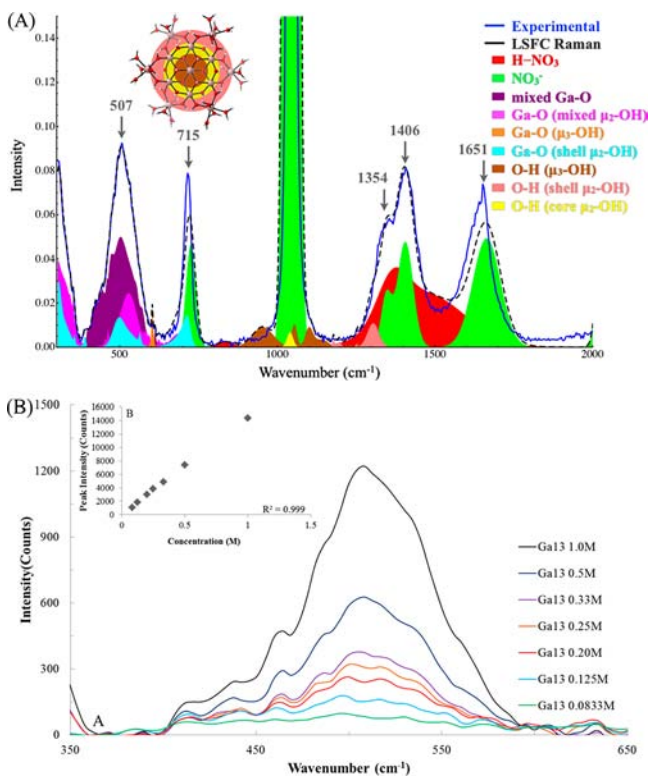 (A)
0.14
0.12
0.10
0.08
0.06
0.04
0.02
0.00
Intensity
507
715
1354
1406
1651
Experimental
LSFC Raman
H–NO₃
NO₃⁻
mixed Ga-O
Ga-O (mixed μ₂-OH)
Ga-O (μ₃-OH)
Ga-O (shell μ₂-OH)
O-H (μ₃-OH)
O-H (shell μ₂-OH)
O-H (core μ₂-OH)
500 1000 1500 2000
Wavenumber (cm⁻¹)
(B)
1500
1200
900
600
300
0
Intensity(Counts)
B
16000
14000
12000
10000
8000
6000
4000
2000
0
Peak Intensity (Counts)
R² = 0.999
0 0.5 1 1.5
Concentration (M)
Ga13 1.0M
Ga13 0.5M
Ga13 0.33M
Ga13 0.25M
Ga13 0.20M
Ga13 0.125M
Ga13 0.0833M
A
350 450 550 650
Wavenumber (cm⁻¹)